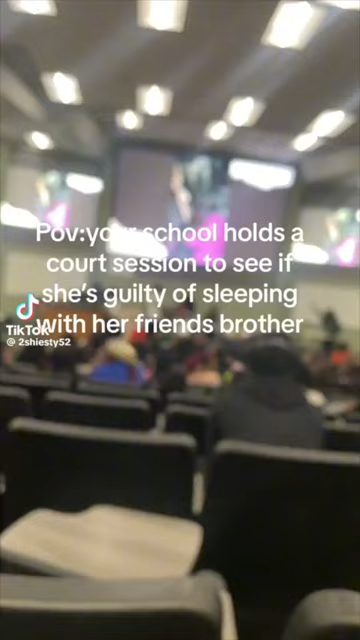 Pov:your school holds a
court session to see if
she's guilty of sleeping
with her friends brother
TikTok
@ 2shiesty52